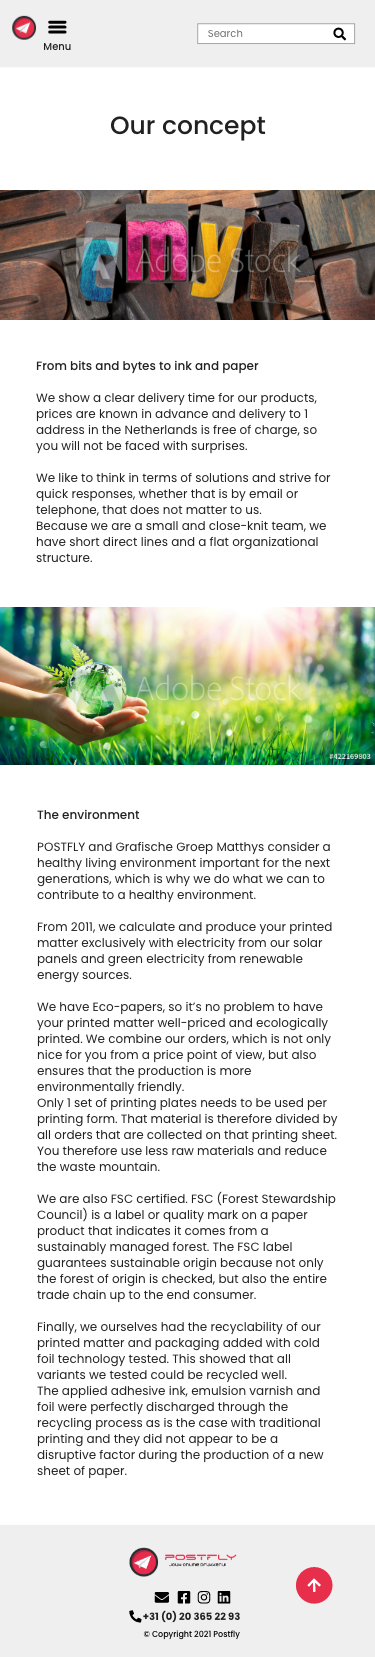 Menu
Search
Our concept
cmyk
Adobe Stock
From bits and bytes to ink and paper
We show a clear delivery time for our products,
prices are known in advance and delivery to 1
address in the Netherlands is free of charge, so
you will not be faced with surprises.
We like to think in terms of solutions and strive for
quick responses, whether that is by email or
telephone, that does not matter to us.
Because we are a small and close-knit team, we
have short direct lines and a flat organizational
structure.
Adobe Stock
#422169803
The environment
POSTFLY and Grafische Groep Matthys consider a
healthy living environment important for the next
generations, which is why we do what we can to
contribute to a healthy environment.
From 2011, we calculate and produce your printed
matter exclusively with electricity from our solar
panels and green electricity from renewable
energy sources.
We have Eco-papers, so it's no problem to have
your printed matter well-priced and ecologically
printed. We combine our orders, which is not only
nice for you from a price point of view, but also
ensures that the production is more
environmentally friendly.
Only 1 set of printing plates needs to be used per
printing form. That material is therefore divided by
all orders that are collected on that printing sheet.
You therefore use less raw materials and reduce
the waste mountain.
We are also FSC certified. FSC (Forest Stewardship
Council) is a label or quality mark on a paper
product that indicates it comes from a
sustainably managed forest. The FSC label
guarantees sustainable origin because not only
the forest of origin is checked, but also the entire
trade chain up to the end consumer.
Finally, we ourselves had the recyclability of our
printed matter and packaging added with cold
foil technology tested. This showed that all
variants we tested could be recycled well.
The applied adhesive ink, emulsion varnish and
foil were perfectly discharged through the
recycling process as is the case with traditional
printing and they did not appear to be a
disruptive factor during the production of a new
sheet of paper.
POSTFLY
JOUW ONLINE DRUKKERIJ!
+31 (0) 20 365 22 93
© Copyright 2021 Postfly